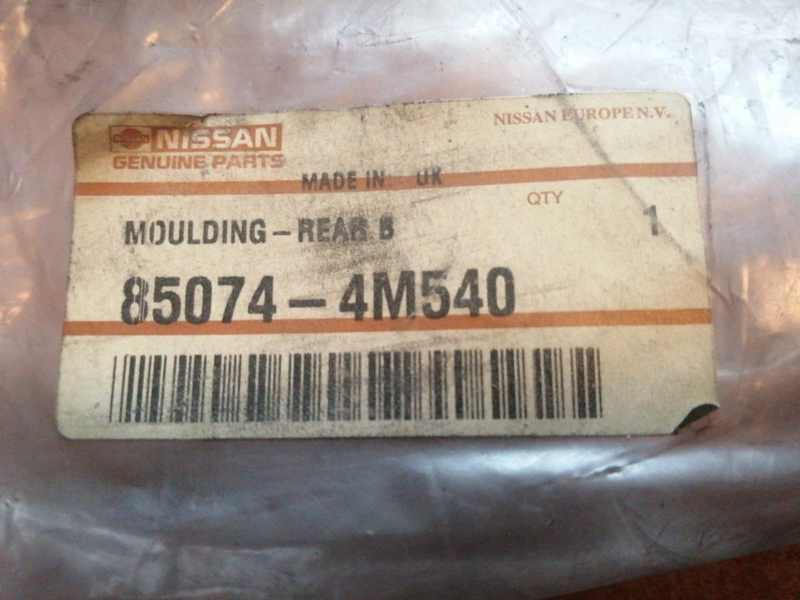 NISSAN
NISSAN EUROPE N.V.
GENUINE PARTS
MADE IN UK
QTY
MOULDING-REAR B
1
85074-4M540